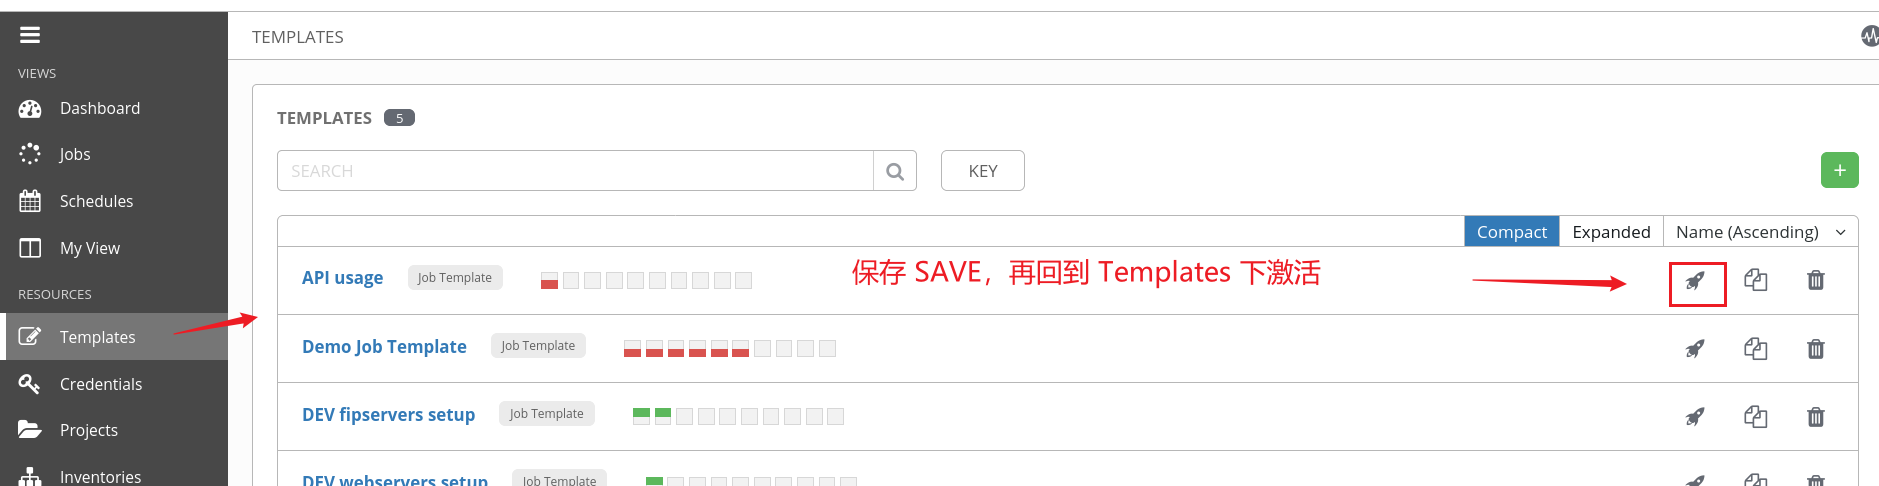 TEMPLATES
VIEWS
Dashboard
Jobs
Schedules
My View
RESOURCES
Templates
Credentials
Projects
Inventories
TEMPLATES 5
SEARCH
KEY
+
Compact Expanded Name (Ascending)
API usage Job Template
保存 SAVE，再回到 Templates 下激活
Demo Job Template Job Template
DEV fipservers setup Job Template
DEV webservers setup Job Template